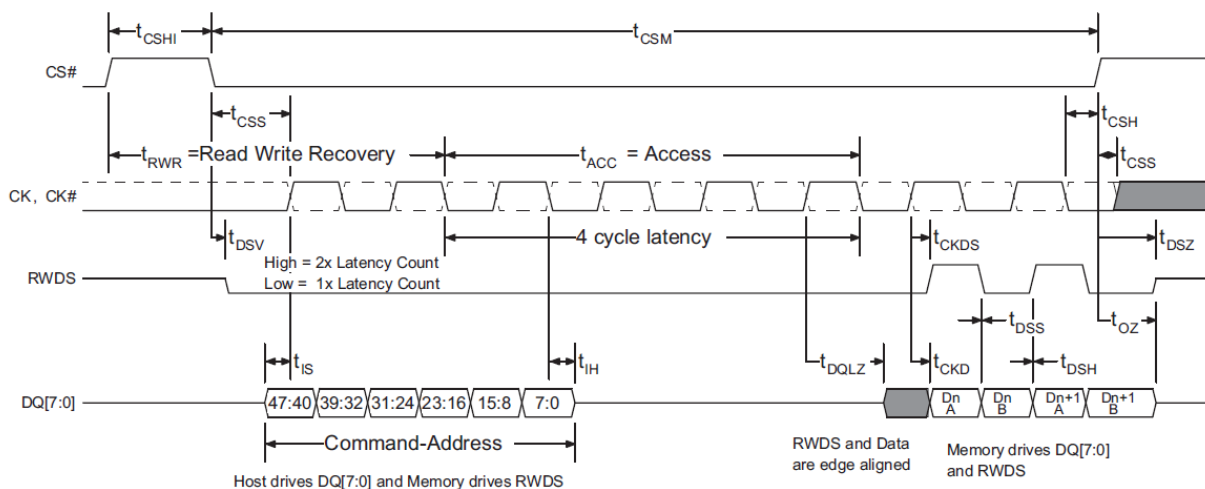 tCSHI
tCSM
CS#
tCSS
tCSH
tRWR =Read Write Recovery
tACC = Access
tCSS
CK, CK#
tDSV
4 cycle latency
tCKDS
tDSZ
High = 2x Latency Count
RWDS
Low = 1x Latency Count
tDSS
tOZ
tIS
tIH
tDQLZ
tCKD
tDSH
DQ[7:0]
47:40 39:32 31:24 23:16 15:8 7:0
Dn A
Dn B
Dn+1 A
Dn+1 B
Command-Address
RWDS and Data
are edge aligned
Memory drives DQ[7:0]
and RWDS
Host drives DQ[7:0] and Memory drives RWDS